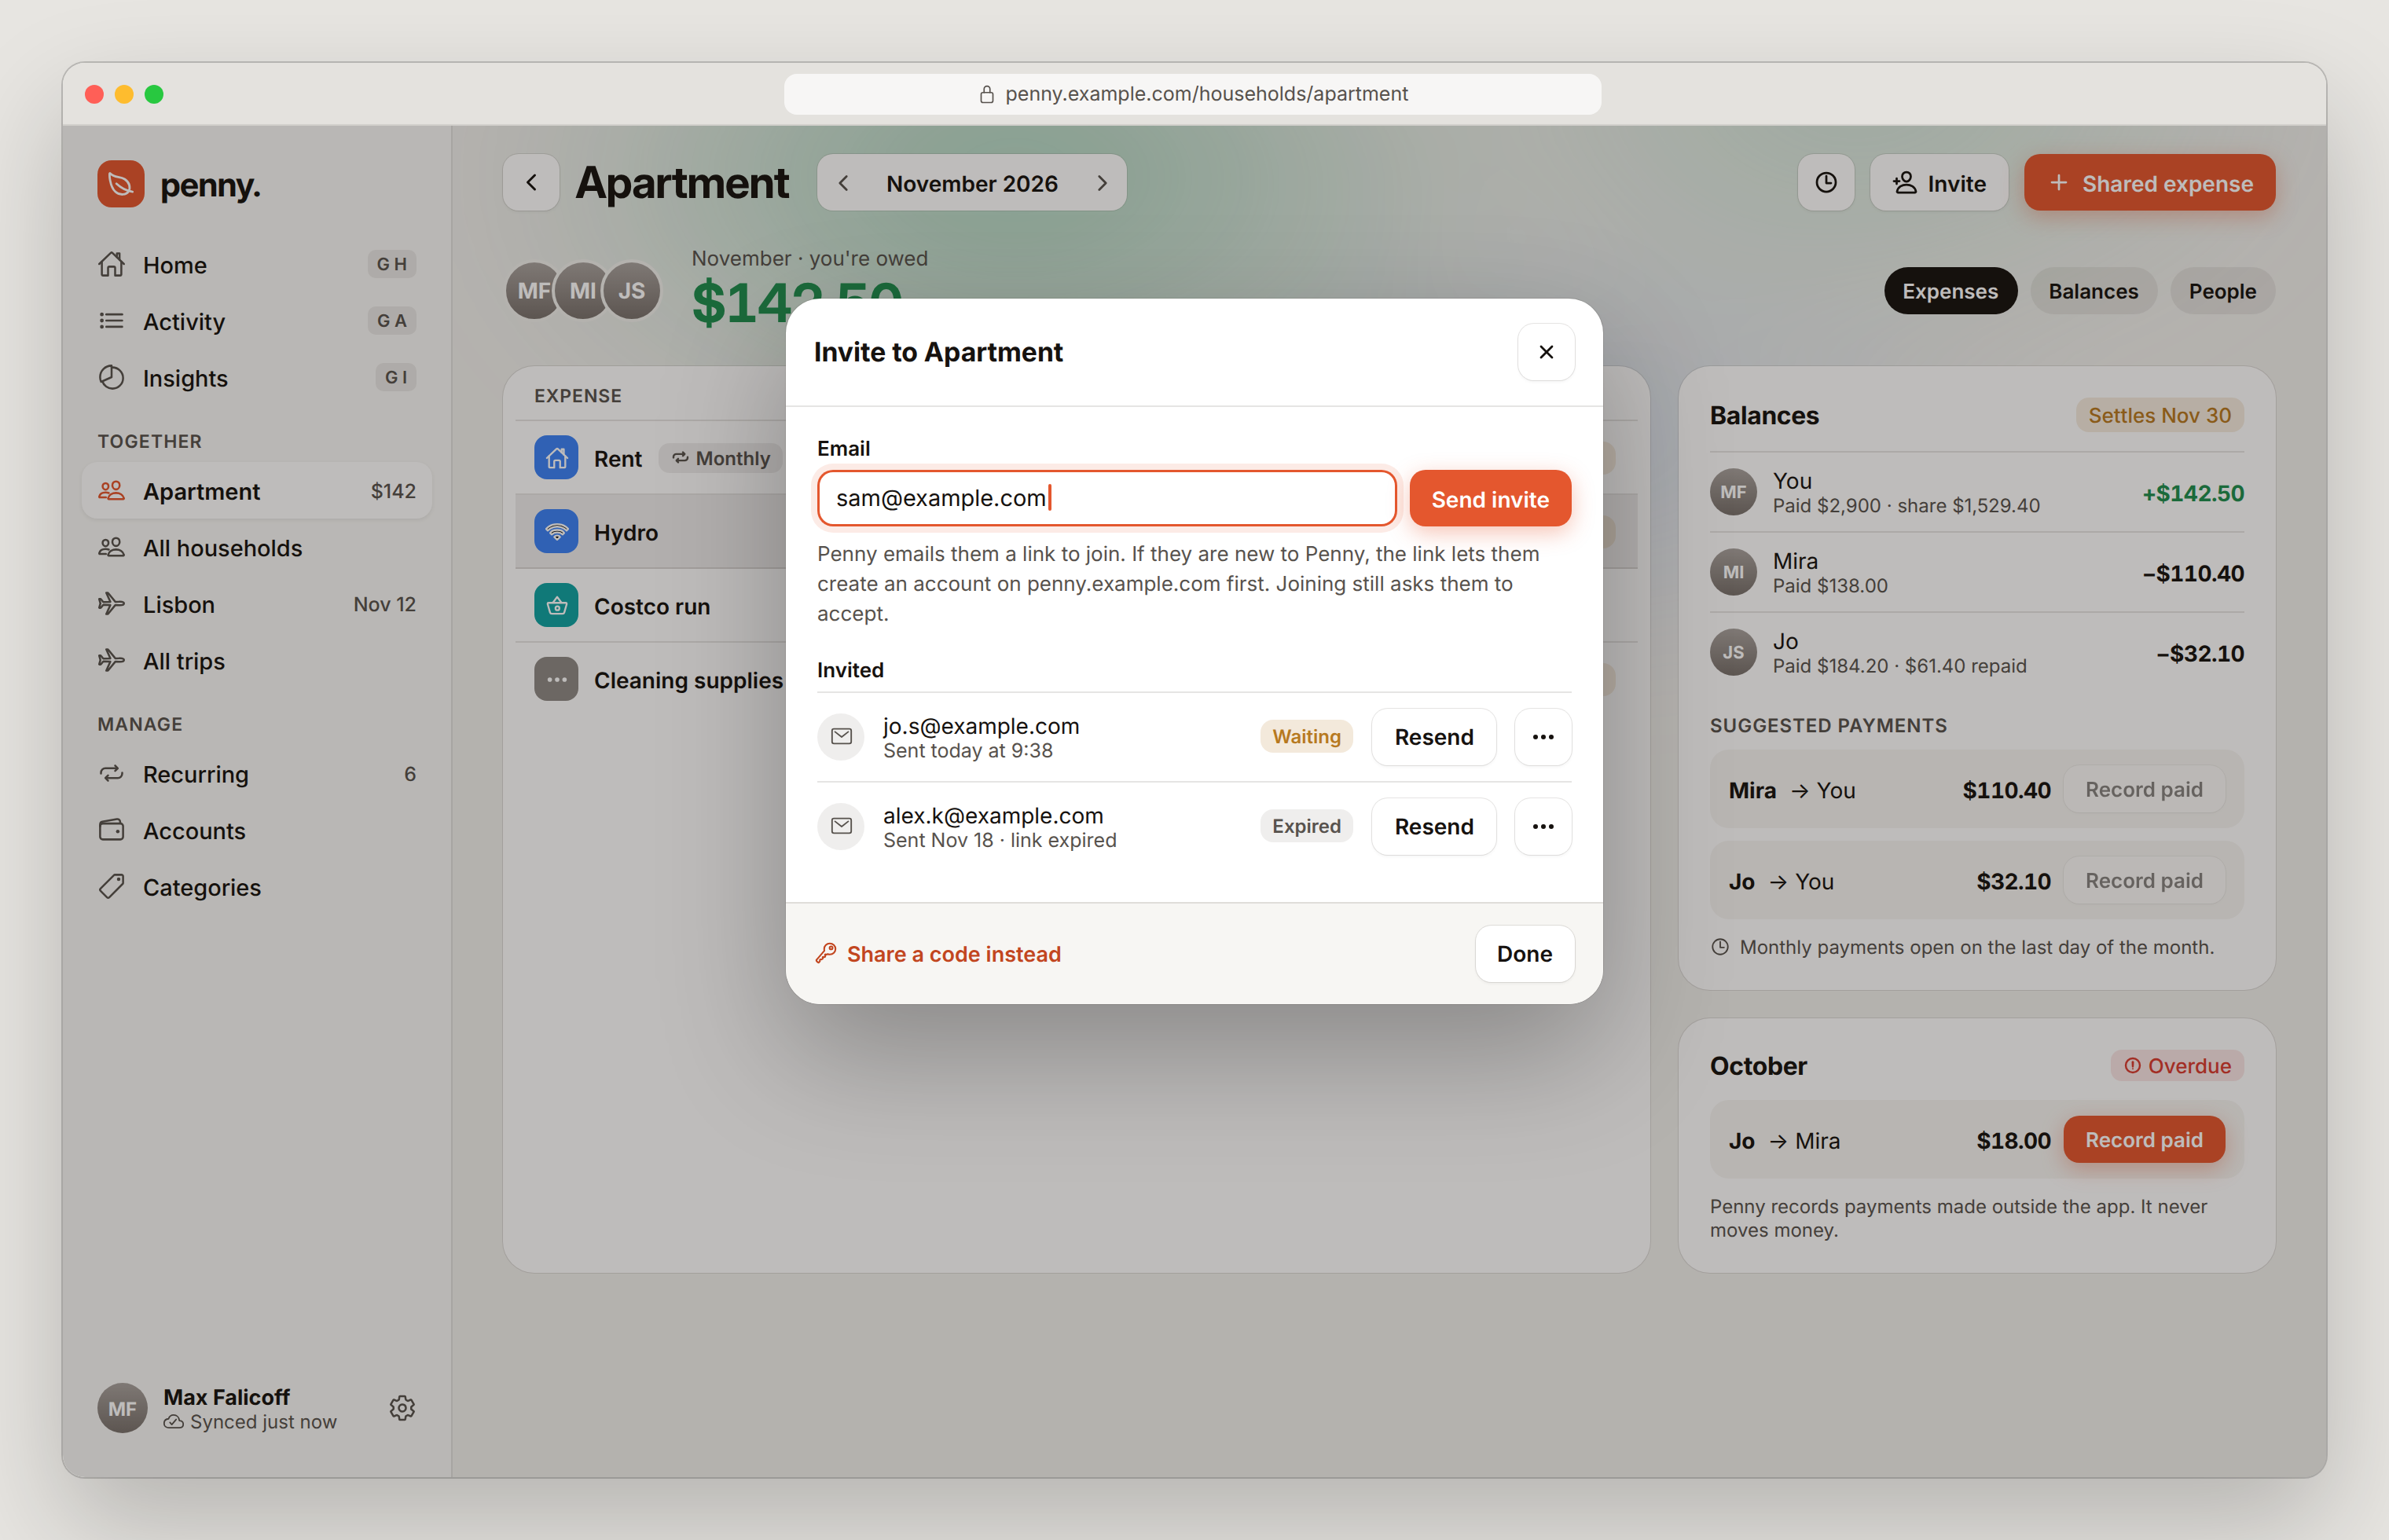 penny.example.com/households/apartment
penny.
Home
G H
Activity
G A
Insights
G I
TOGETHER
Apartment
$142
All households
Lisbon
Nov 12
All trips
MANAGE
Recurring
6
Accounts
Categories
MF
Max Falicoff
Synced just now
Apartment
November 2026
Invite
Shared expense
MF
MI
JS
November · you're owed
$142.50
Expenses
Balances
People
EXPENSE
Rent
Monthly
Hydro
Costco run
Cleaning supplies
Invite to Apartment
Email
sam@example.com
Send invite
Penny emails them a link to join. If they are new to Penny, the link lets them
create an account on penny.example.com first. Joining still asks them to
accept.
Invited
jo.s@example.com
Sent today at 9:38
Waiting
Resend
alex.k@example.com
Sent Nov 18 · link expired
Expired
Resend
Share a code instead
Done
Balances
Settles Nov 30
MF
You
Paid $2,900 · share $1,529.40
+$142.50
MI
Mira
Paid $138.00
–$110.40
JS
Jo
Paid $184.20 · $61.40 repaid
–$32.10
SUGGESTED PAYMENTS
Mira → You
$110.40
Record paid
Jo → You
$32.10
Record paid
Monthly payments open on the last day of the month.
October
Overdue
Jo → Mira
$18.00
Record paid
Penny records payments made outside the app. It never
moves money.